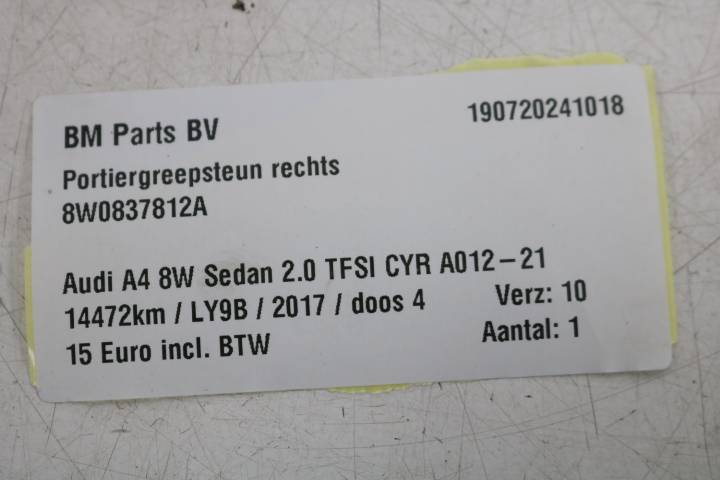 BM Parts BV 190720241018
Portiergreepsteun rechts
8W0837812A
Audi A4 8W Sedan 2.0 TFSI CYR A012-21
14472km / LY9B / 2017 / doos 4 Verz: 10
15 Euro incl. BTW Aantal: 1